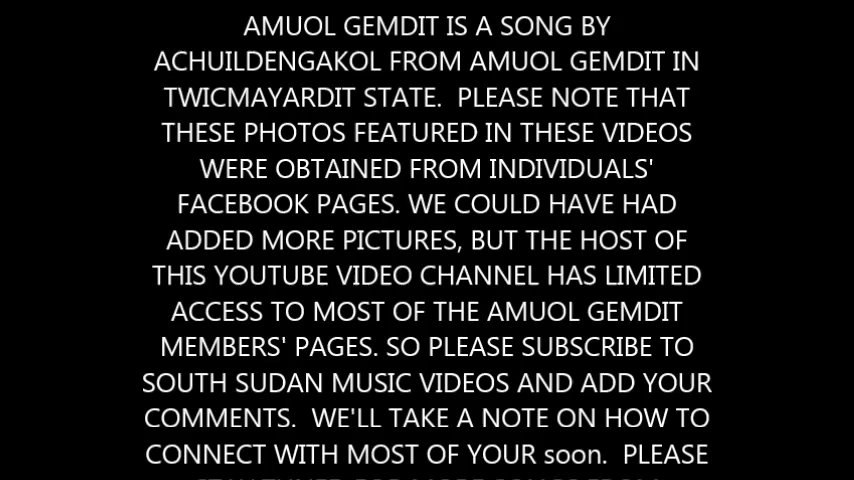 AMUOL GEMDIT IS A SONG BY
ACHUILDENGAKOL FROM AMUOL GEMDIT IN
TWICMAYARDIT STATE.  PLEASE NOTE THAT
THESE PHOTOS FEATURED IN THESE VIDEOS
WERE OBTAINED FROM INDIVIDUALS'
FACEBOOK PAGES. WE COULD HAVE HAD
ADDED MORE PICTURES, BUT THE HOST OF
THIS YOUTUBE VIDEO CHANNEL HAS LIMITED
ACCESS TO MOST OF THE AMUOL GEMDIT
MEMBERS' PAGES. SO PLEASE SUBSCRIBE TO
SOUTH SUDAN MUSIC VIDEOS AND ADD YOUR
COMMENTS.  WE'LL TAKE A NOTE ON HOW TO
CONNECT WITH MOST OF YOUR soon.  PLEASE